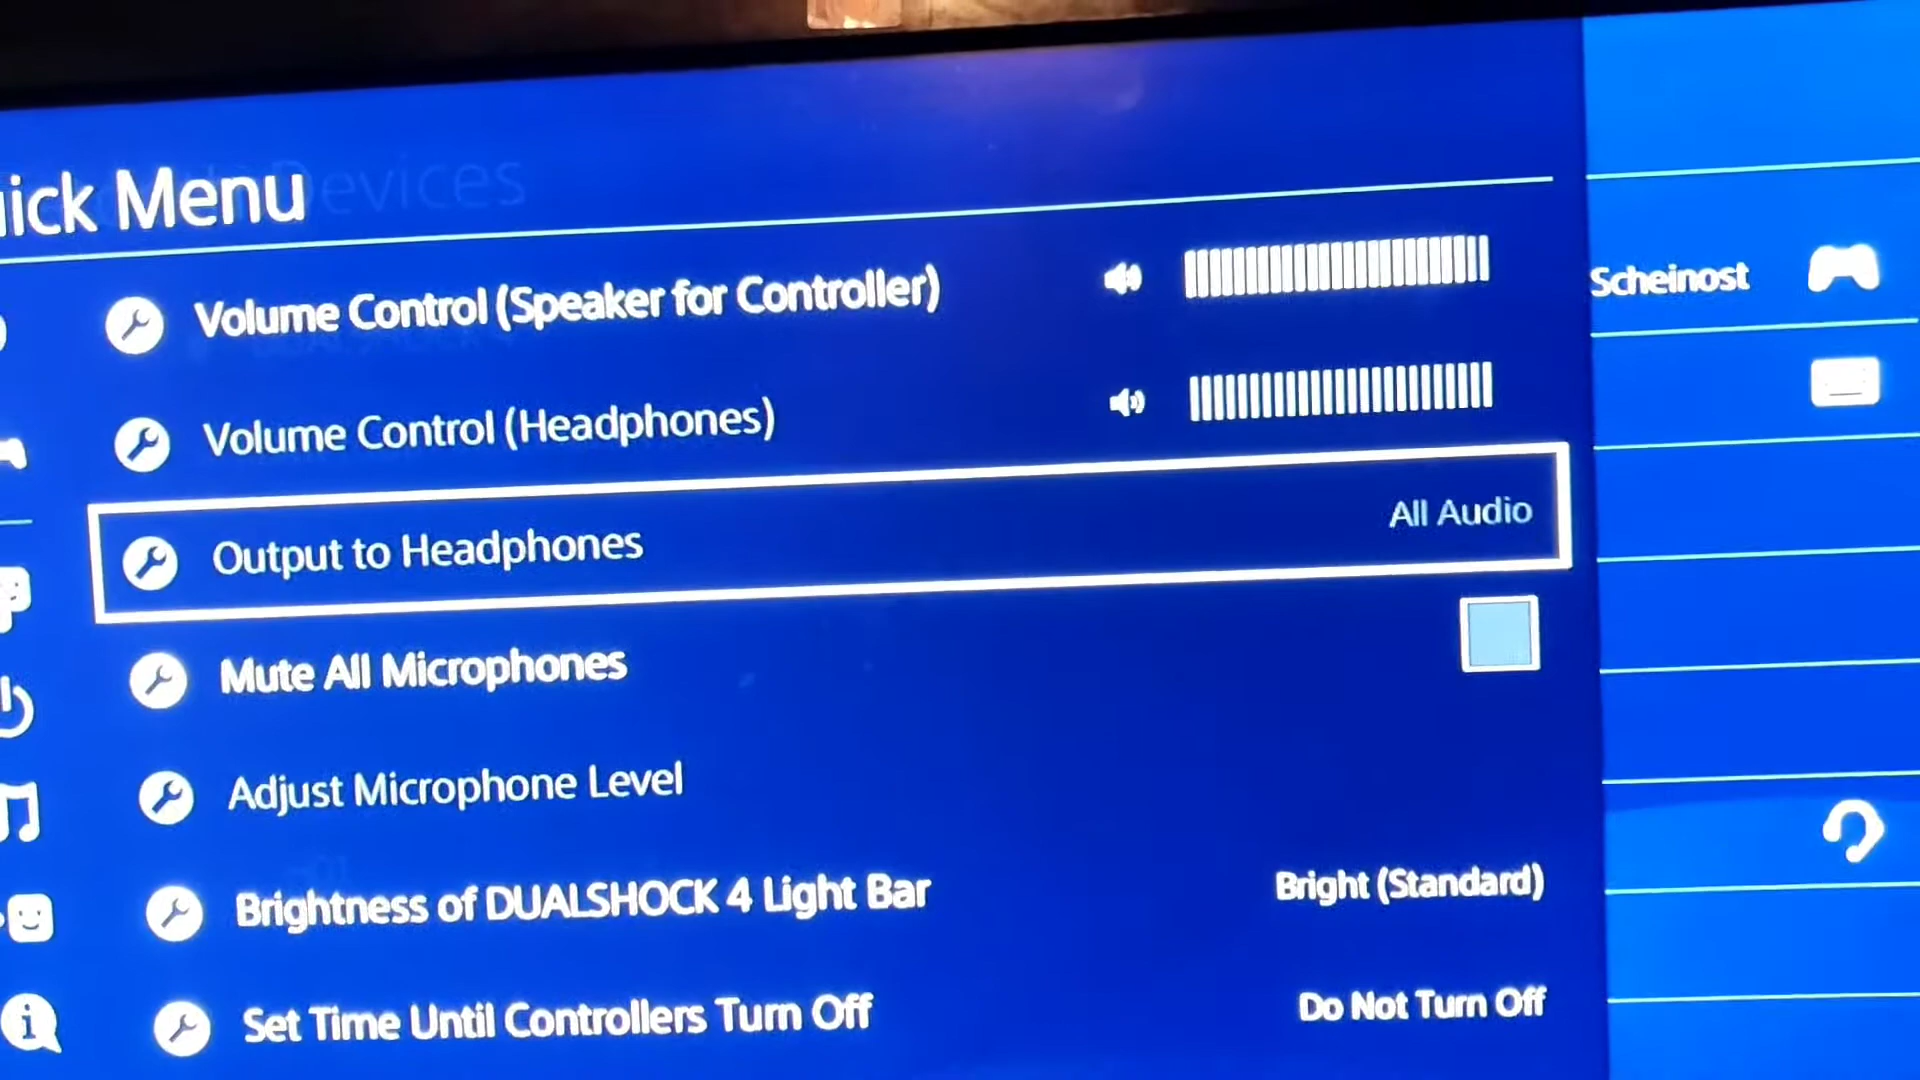 uick Menu
Devices
Volume Control (Speaker for Controller)
Scheinost
Volume Control (Headphones)
Output to Headphones All Audio
Mute All Microphones
Adjust Microphone Level
Brightness of DUALSHOCK 4 Light Bar Bright (Standard)
Set Time Until Controllers Turn Off Do Not Turn Off